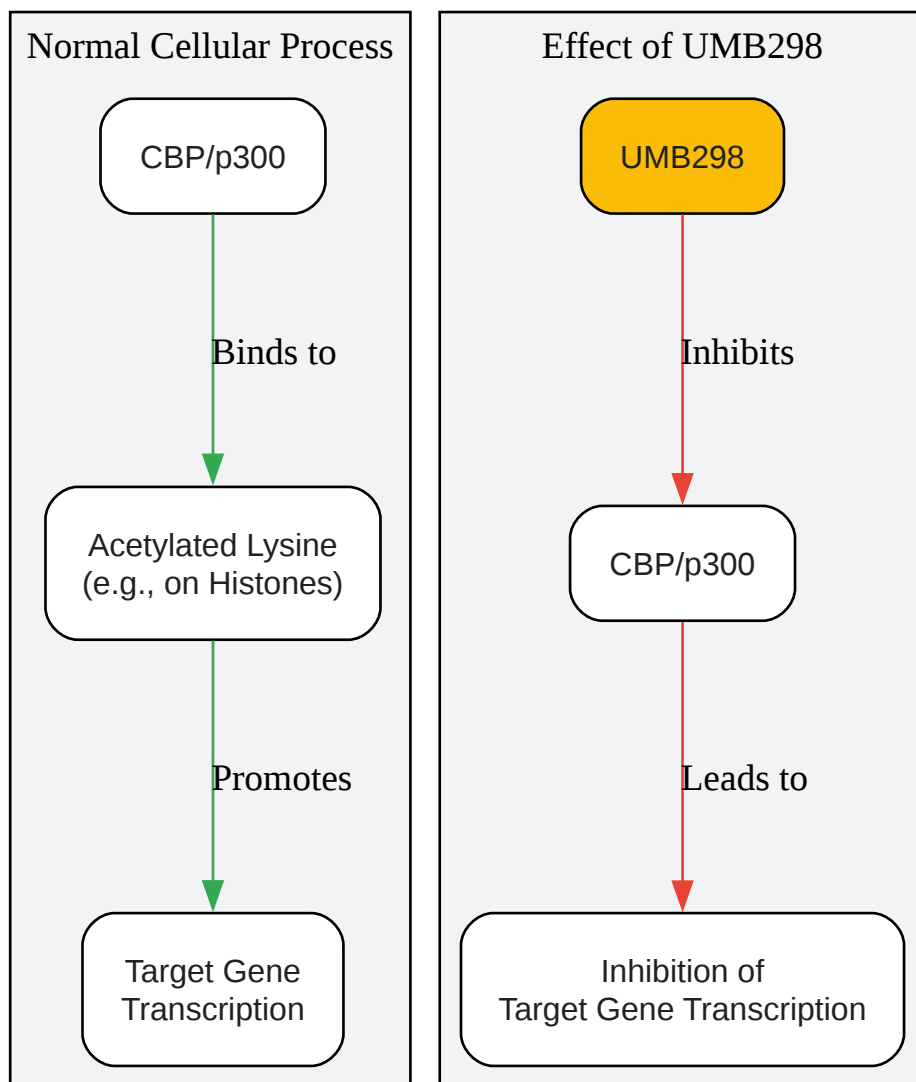 Normal Cellular Process
CBP/p300
Binds to
Acetylated Lysine
(e.g., on Histones)
Promotes
Target Gene
Transcription
Effect of UMB298
UMB298
Inhibits
CBP/p300
Leads to
Inhibition of
Target Gene Transcription